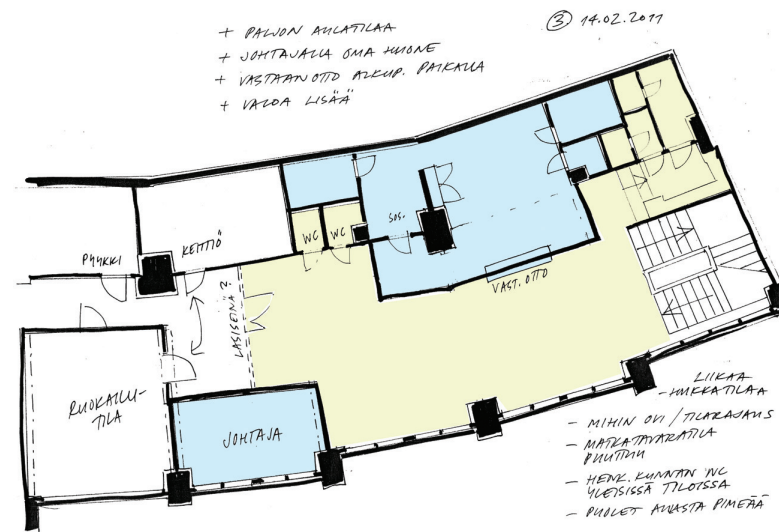 + PALJON AULATILAA
+ JOHTAJALLA OMA HUONE
+ VASTAANOTTO ALKUP. PAIKALLA
+ VALOA LISÄÄ
③ 14.02.2011
PYYKKI
KEITTIÖ
WC
WC
SOS.
VAST.OTTO
LASISEINÄ?
RUOKAILU-
TILA
JOHTAJA
LIIKAA
- HUKKATILAA
- MIHIN OVI / TILARAJAUS
- MATKATAVARATILA
PUUTTUU
- HENK. KUNNAN WC
YLEISISSÄ TILOISSA
- PUOLET AULASTA PIMEÄÄ